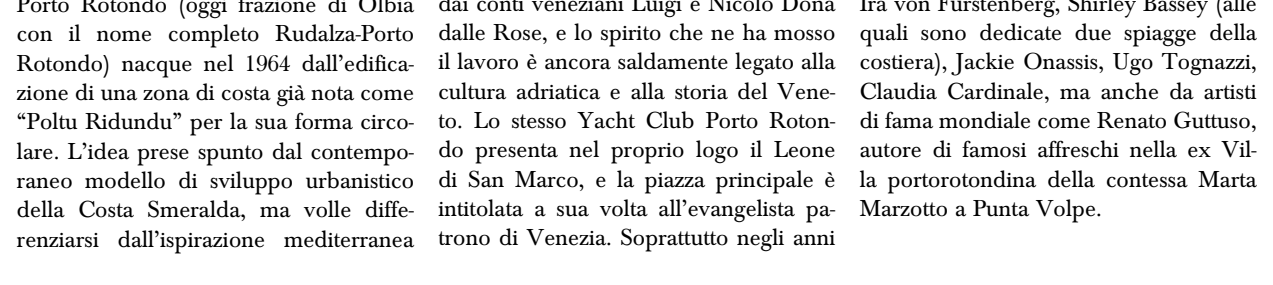 Porto Rotondo (oggi frazione di Olbia
con il nome completo Rudalza-Porto
Rotondo) nacque nel 1964 dall’edifica-
zione di una zona di costa già nota come
“Poltu Ridundu” per la sua forma circo-
lare. L’idea prese spunto dal contempo-
raneo modello di sviluppo urbanistico
della Costa Smeralda, ma volle diffe-
renziarsi dall’ispirazione mediterranea
dai conti veneziani Luigi e Nicolò Donà
dalle Rose, e lo spirito che ne ha mosso
il lavoro è ancora saldamente legato alla
cultura adriatica e alla storia del Vene-
to. Lo stesso Yacht Club Porto Roton-
do presenta nel proprio logo il Leone
di San Marco, e la piazza principale è
intitolata a sua volta all’evangelista pa-
trono di Venezia. Soprattutto negli anni
Ira von Fürstenberg, Shirley Bassey (alle
quali sono dedicate due spiagge della
costiera), Jackie Onassis, Ugo Tognazzi,
Claudia Cardinale, ma anche da artisti
di fama mondiale come Renato Guttuso,
autore di famosi affreschi nella ex Vil-
la portorotondina della contessa Marta
Marzotto a Punta Volpe.